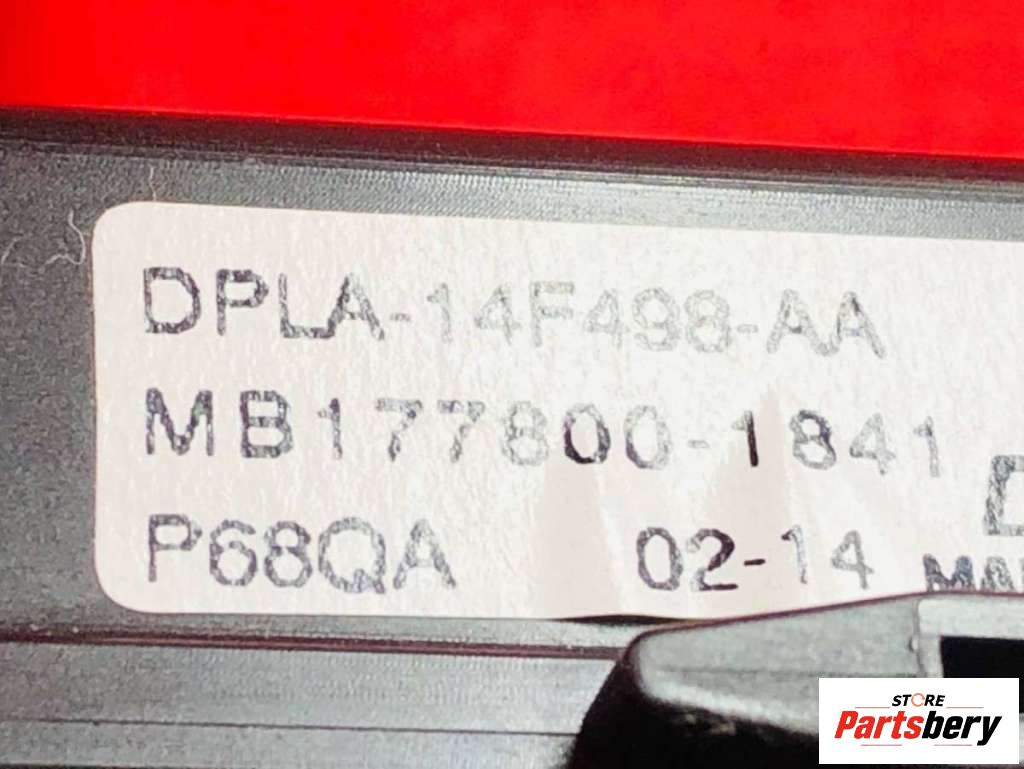 DPLA-14F498-AA
MB177800-1841
P68QA 02-14
STORE
Partsbery